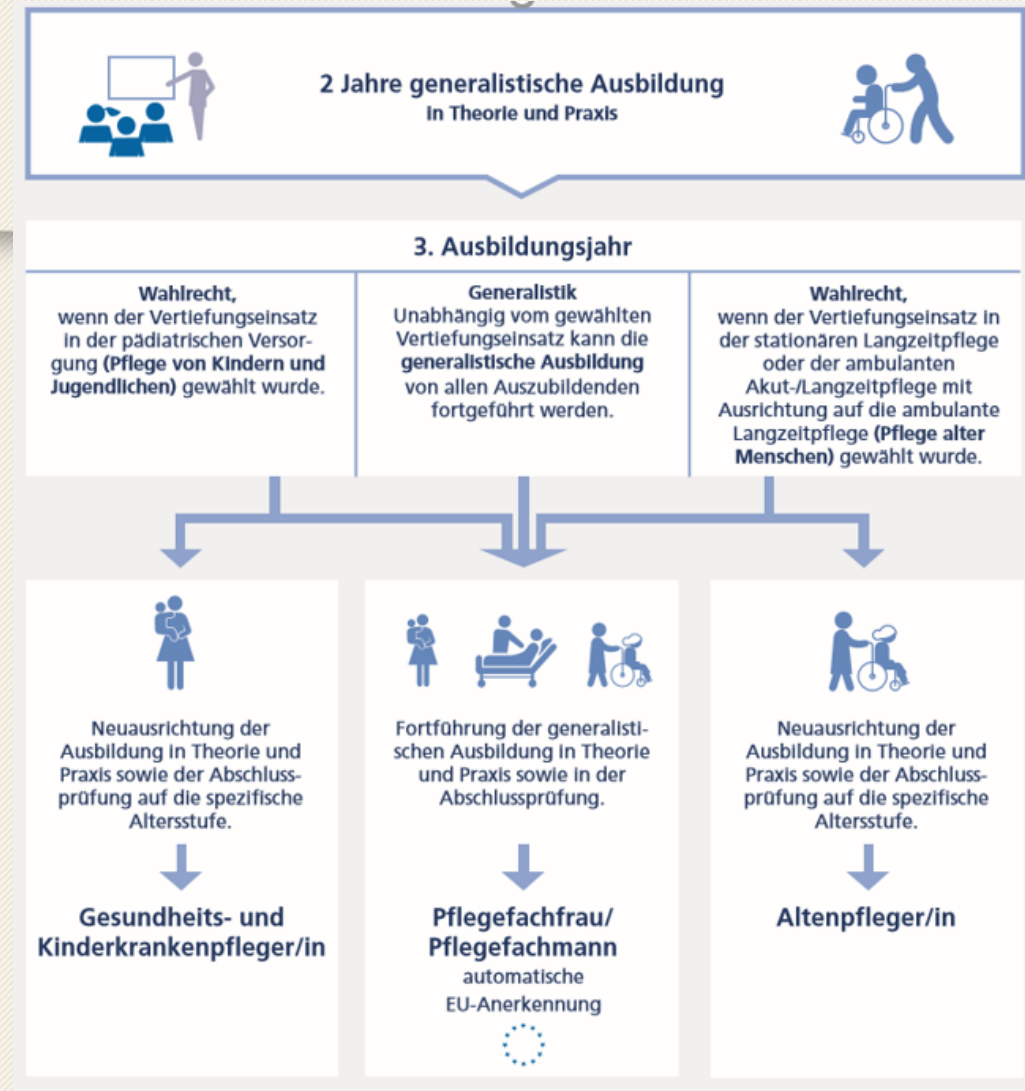 2 Jahre generalistische Ausbildung
in Theorie und Praxis
3. Ausbildungsjahr
Wahlrecht,
wenn der Vertiefungseinsatz
in der pädiatrischen Versor-
gung (Pflege von Kindern und
Jugendlichen) gewählt wurde.
Generalistik
Unabhängig vom gewählten
Vertiefungseinsatz kann die
generalistische Ausbildung
von allen Auszubildenden
fortgeführt werden.
Wahlrecht,
wenn der Vertiefungseinsatz in
der stationären Langzeitpflege
oder der ambulanten
Akut-/Langzeitpflege mit
Ausrichtung auf die ambulante
Langzeitpflege (Pflege alter
Menschen) gewählt wurde.
Neuausrichtung der
Ausbildung in Theorie und
Praxis sowie der Abschluss-
prüfung auf die spezifische
Altersstufe.
Gesundheits- und
Kinderkrankenpfleger/in
Fortführung der generalisti-
schen Ausbildung in Theorie
und Praxis sowie in der
Abschlussprüfung.
Pflegefachfrau/
Pflegefachmann
automatische
EU-Anerkennung
Neuausrichtung der
Ausbildung in Theorie und
Praxis sowie der Abschluss-
prüfung auf die spezifische
Altersstufe.
Altenpfleger/in